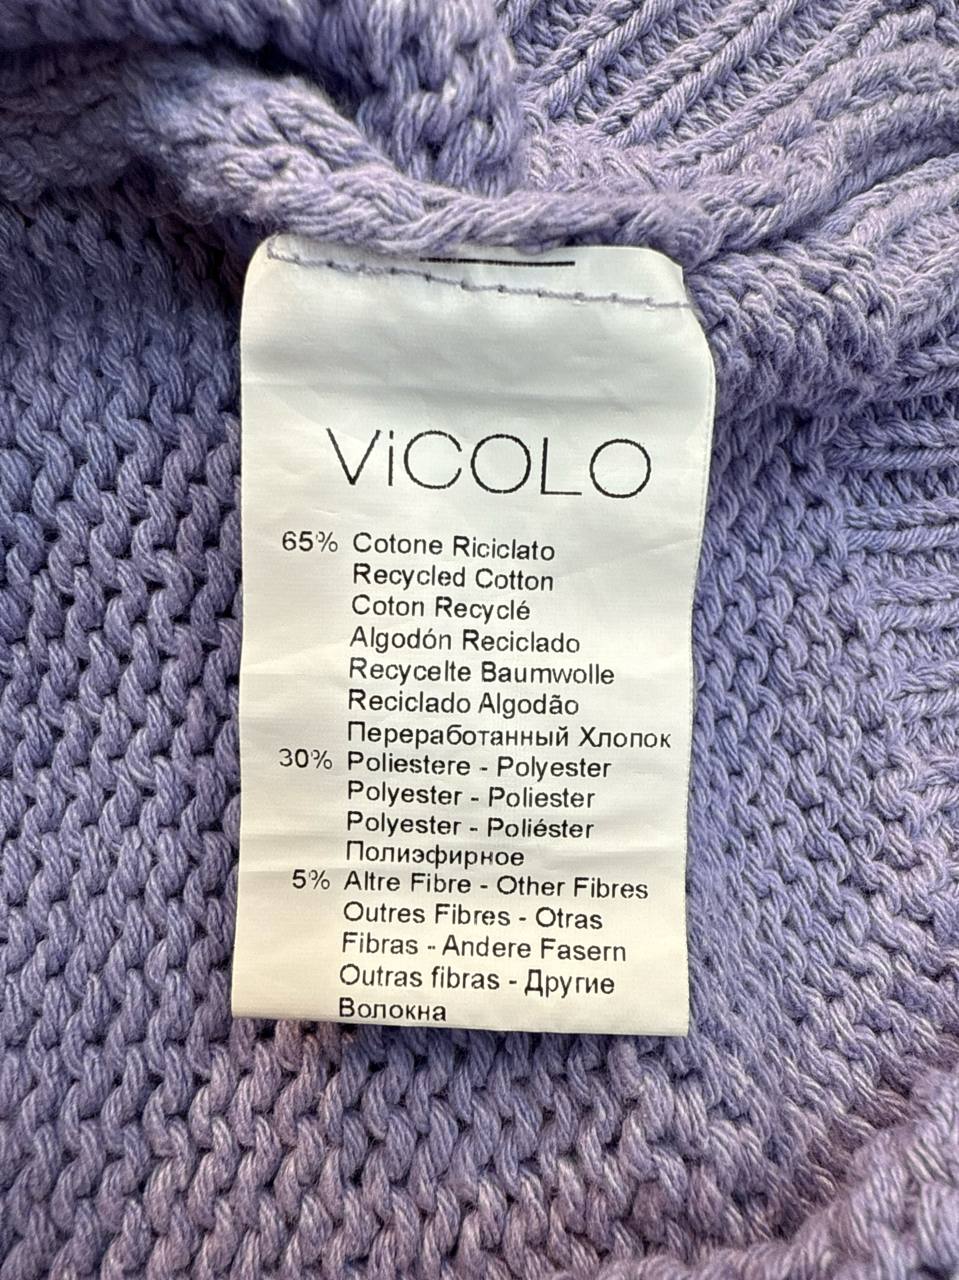 ViCOLO
65% Cotone Riciclato
Recycled Cotton
Coton Recyclé
Algodón Reciclado
Recycelte Baumwolle
Reciclado Algodão
Переработанный Хлопок
30% Poliestere - Polyester
Polyester - Poliester
Polyester - Poliéster
Полиэфирное
5% Altre Fibre - Other Fibres
Outres Fibres - Otras
Fibras - Andere Fasern
Outras fibras - Другие
Волокна